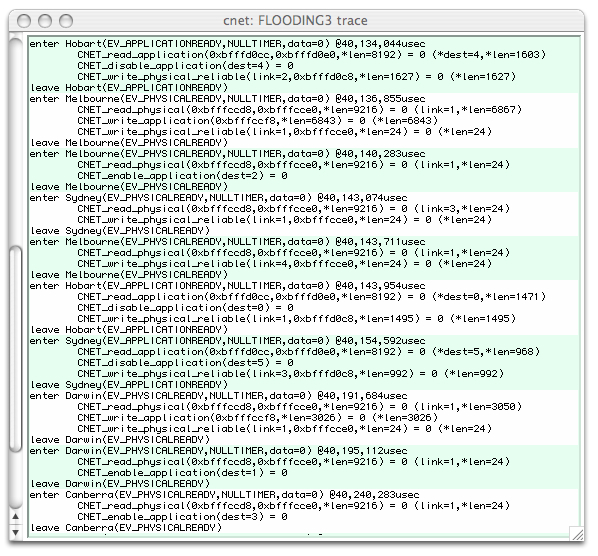 cnet: FLOODING3 trace
enter Hobart(EV_APPLICATIONREADY,NULLTIMER,data=0) @40,134,044usec
CNET_read_application(0xbfffd0cc,0xbfffd0e0,*len=8192) = 0 (*dest=4,*len=1603)
CNET_disable_application(dest=4) = 0
CNET_write_physical_reliable(link=2,0xbfffd0c8,*len=1627) = 0 (*len=1627)
leave Hobart(EV_APPLICATIONREADY)
enter Melbourne(EV_PHYSICALREADY,NULLTIMER,data=0) @40,136,855usec
CNET_read_physical(0xbfffccd8,0xbfffcce0,*len=9216) = 0 (link=1,*len=6867)
CNET_write_application(0xbfffccf8,*len=6843) = 0 (*len=6843)
CNET_write_physical_reliable(link=1,0xbfffcce0,*len=24) = 0 (*len=24)
leave Melbourne(EV_PHYSICALREADY)
enter Melbourne(EV_PHYSICALREADY,NULLTIMER,data=0) @40,140,283usec
CNET_read_physical(0xbfffccd8,0xbfffcce0,*len=9216) = 0 (link=1,*len=24)
CNET_enable_application(dest=2) = 0
leave Melbourne(EV_PHYSICALREADY)
enter Sydney(EV_PHYSICALREADY,NULLTIMER,data=0) @40,143,074usec
CNET_read_physical(0xbfffccd8,0xbfffcce0,*len=9216) = 0 (link=3,*len=24)
CNET_write_physical_reliable(link=1,0xbfffcce0,*len=24) = 0 (*len=24)
leave Sydney(EV_PHYSICALREADY)
enter Melbourne(EV_PHYSICALREADY,NULLTIMER,data=0) @40,143,711usec
CNET_read_physical(0xbfffccd8,0xbfffcce0,*len=9216) = 0 (link=1,*len=24)
CNET_write_physical_reliable(link=4,0xbfffcce0,*len=24) = 0 (*len=24)
leave Melbourne(EV_PHYSICALREADY)
enter Hobart(EV_APPLICATIONREADY,NULLTIMER,data=0) @40,143,954usec
CNET_read_application(0xbfffd0cc,0xbfffd0e0,*len=8192) = 0 (*dest=0,*len=1471)
CNET_disable_application(dest=0) = 0
CNET_write_physical_reliable(link=1,0xbfffd0c8,*len=1495) = 0 (*len=1495)
leave Hobart(EV_APPLICATIONREADY)
enter Sydney(EV_APPLICATIONREADY,NULLTIMER,data=0) @40,154,592usec
CNET_read_application(0xbfffd0cc,0xbfffd0e0,*len=8192) = 0 (*dest=5,*len=968)
CNET_disable_application(dest=5) = 0
CNET_write_physical_reliable(link=3,0xbfffd0c8,*len=992) = 0 (*len=992)
leave Sydney(EV_APPLICATIONREADY)
enter Darwin(EV_PHYSICALREADY,NULLTIMER,data=0) @40,191,684usec
CNET_read_physical(0xbfffccd8,0xbfffcce0,*len=9216) = 0 (link=1,*len=3050)
CNET_write_application(0xbfffccf8,*len=3026) = 0 (*len=3026)
CNET_write_physical_reliable(link=1,0xbfffcce0,*len=24) = 0 (*len=24)
leave Darwin(EV_PHYSICALREADY)
enter Darwin(EV_PHYSICALREADY,NULLTIMER,data=0) @40,195,112usec
CNET_read_physical(0xbfffccd8,0xbfffcce0,*len=9216) = 0 (link=1,*len=24)
CNET_enable_application(dest=1) = 0
leave Darwin(EV_PHYSICALREADY)
enter Canberra(EV_PHYSICALREADY,NULLTIMER,data=0) @40,240,283usec
CNET_read_physical(0xbfffccd8,0xbfffcce0,*len=9216) = 0 (link=1,*len=24)
CNET_enable_application(dest=3) = 0
leave Canberra(EV_PHYSICALREADY)